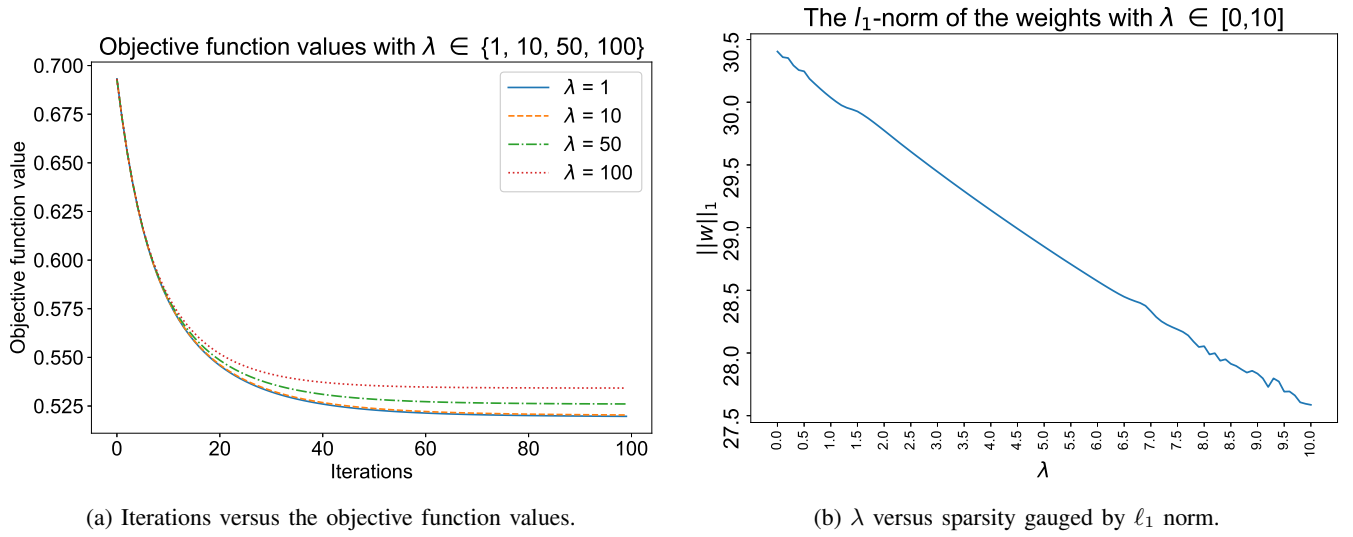 Objective function values with λ ∈ {1, 10, 50, 100}
0.700
0.675
0.650
0.625
0.600
0.575
0.550
0.525
Objective function value
λ = 1
λ = 10
λ = 50
λ = 100
0 20 40 60 80 100
Iterations
(a) Iterations versus the objective function values.
The l₁-norm of the weights with λ ∈ [0,10]
30.5
30.0
29.5
29.0
28.5
28.0
27.5
||w||₁
0.0 0.5 1.0 1.5 2.0 2.5 3.0 3.5 4.0 4.5 5.0 5.5 6.0 6.5 7.0 7.5 8.0 8.5 9.0 9.5 10.0
λ
(b) λ versus sparsity gauged by ℓ₁ norm.